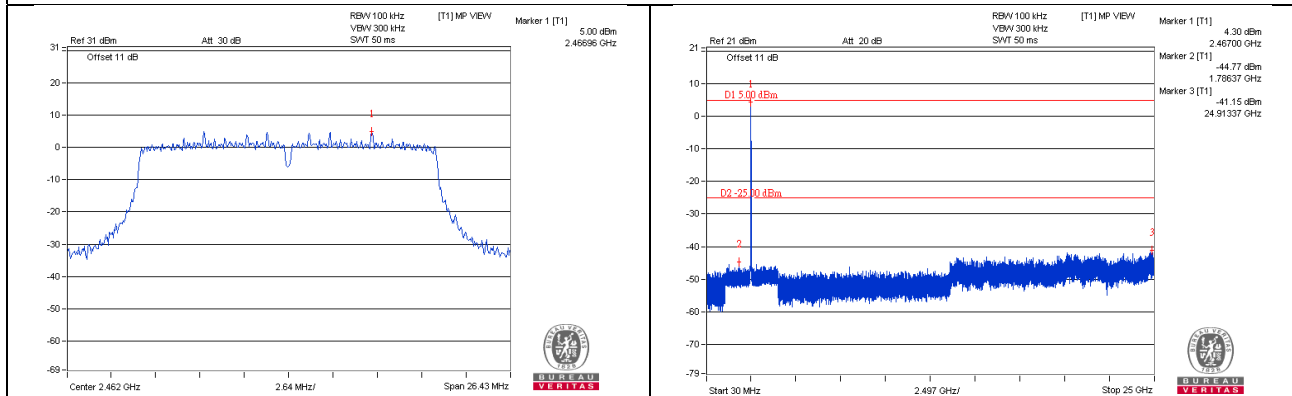 RBW 100 kHz [T1] MP VIEW
VBW 300 kHz
Ref 31 dBm Att 30 dB SWT 50 ms
Marker 1 [T1]
5.00 dBm
2.46696 GHz
31
Offset 11 dB
20
10
1
0
-10
-20
-30
-40
-50
-60
-69
Center 2.462 GHz 2.64 MHz/ Span 26.43 MHz
BUREAU VERITAS
1828
BUREAU
VERITAS
RBW 100 kHz [T1] MP VIEW
VBW 300 kHz
Ref 21 dBm Att 20 dB SWT 50 ms
Marker 1 [T1]
4.30 dBm
2.46700 GHz
Marker 2 [T1]
-44.77 dBm
1.78637 GHz
Marker 3 [T1]
-41.15 dBm
24.91337 GHz
21
Offset 11 dB
10
1
D1 5.00 dBm
0
-10
-20
D2 -25.00 dBm
-30
3
-40
2
-50
-60
-70
-79
Start 30 MHz 2.497 GHz/ Stop 25 GHz
BUREAU VERITAS
1828
BUREAU
VERITAS